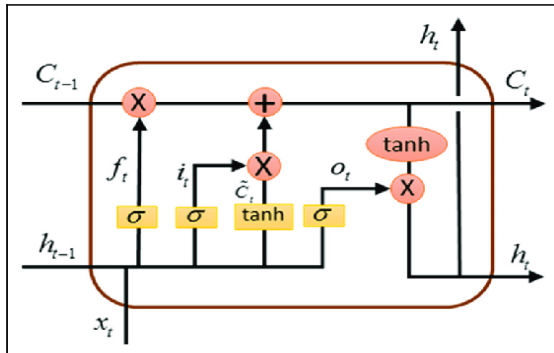 h_t
C_{t-1} X + C_t
tanh
f_t i_t X o_t X
c̃_t
σ σ tanh σ
h_{t-1} h_t
x_t